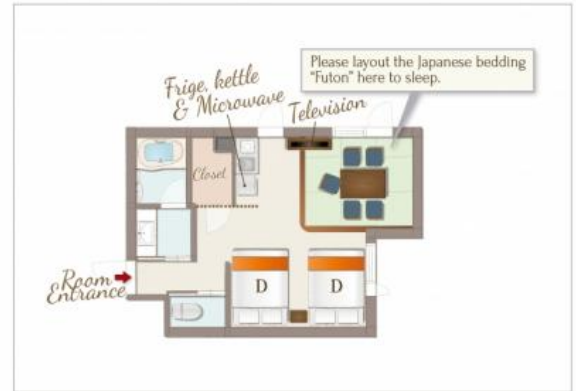 Please layout the Japanese bedding
"Futon" here to sleep.
Frige, kettle
& Microwave
Television
Closet
Room
Entrance
D
D